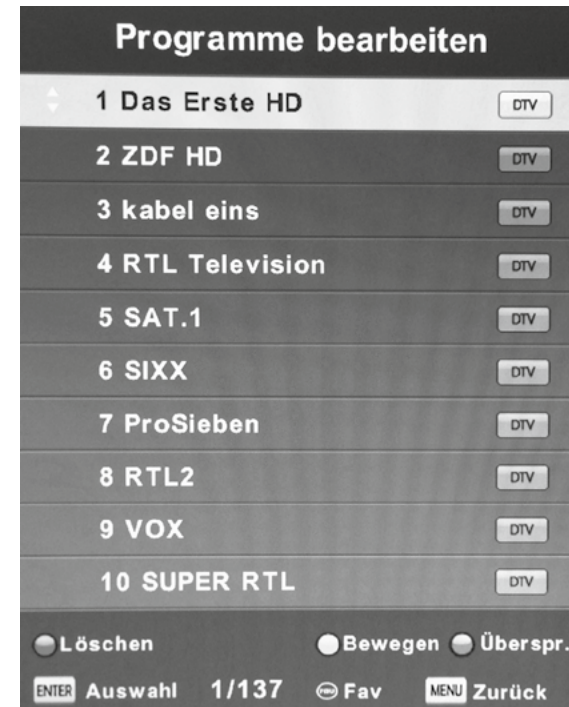 Programme bearbeiten
1 Das Erste HD DTV
2 ZDF HD DTV
3 kabel eins DTV
4 RTL Television DTV
5 SAT.1 DTV
6 SIXX DTV
7 ProSieben DTV
8 RTL2 DTV
9 VOX DTV
10 SUPER RTL DTV
Löschen Bewegen Überspr.
ENTER Auswahl 1/137 Fav MENU Zurück